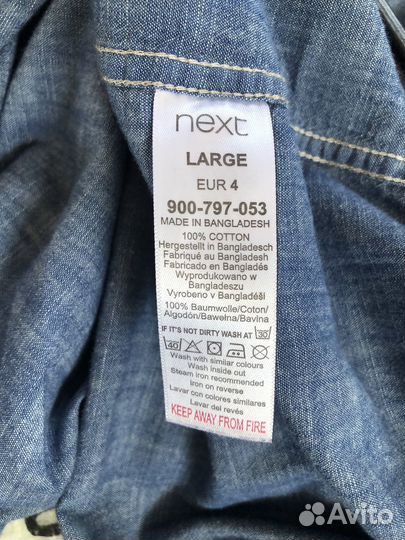 next
LARGE
EUR 4
900-797-053
MADE IN BANGLADESH
100% COTTON
Hergestellt in Bangladesch
Fabriqué au Bangladesh
Fabricado en Bangladés
Wyprodukowano w
Bangladeszu
Vyrobeno v Bangladéši
100% Baumwolle/Coton/
Algodón/Bawełna/Bavlna
IF IT'S NOT DIRTY WASH AT 30
40
Wash with similar colours
Wash inside out
Steam iron recommended
Iron on reverse
Lavar con colores similares
Lavar del revés
KEEP AWAY FROM FIRE
Avito